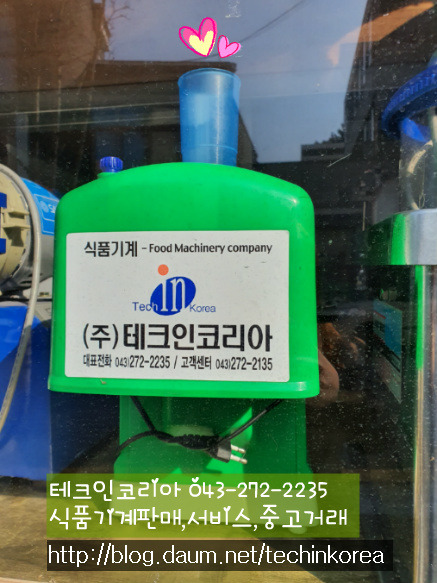 식품기계 - Food Machinery company
Tech in Korea
(주)테크인코리아
대표전화 043)272-2235 / 고객센터 043)272-2135
테크인코리아 043-272-2235
식품기계판매,서비스,중고거래
http://blog.daum.net/techinkorea